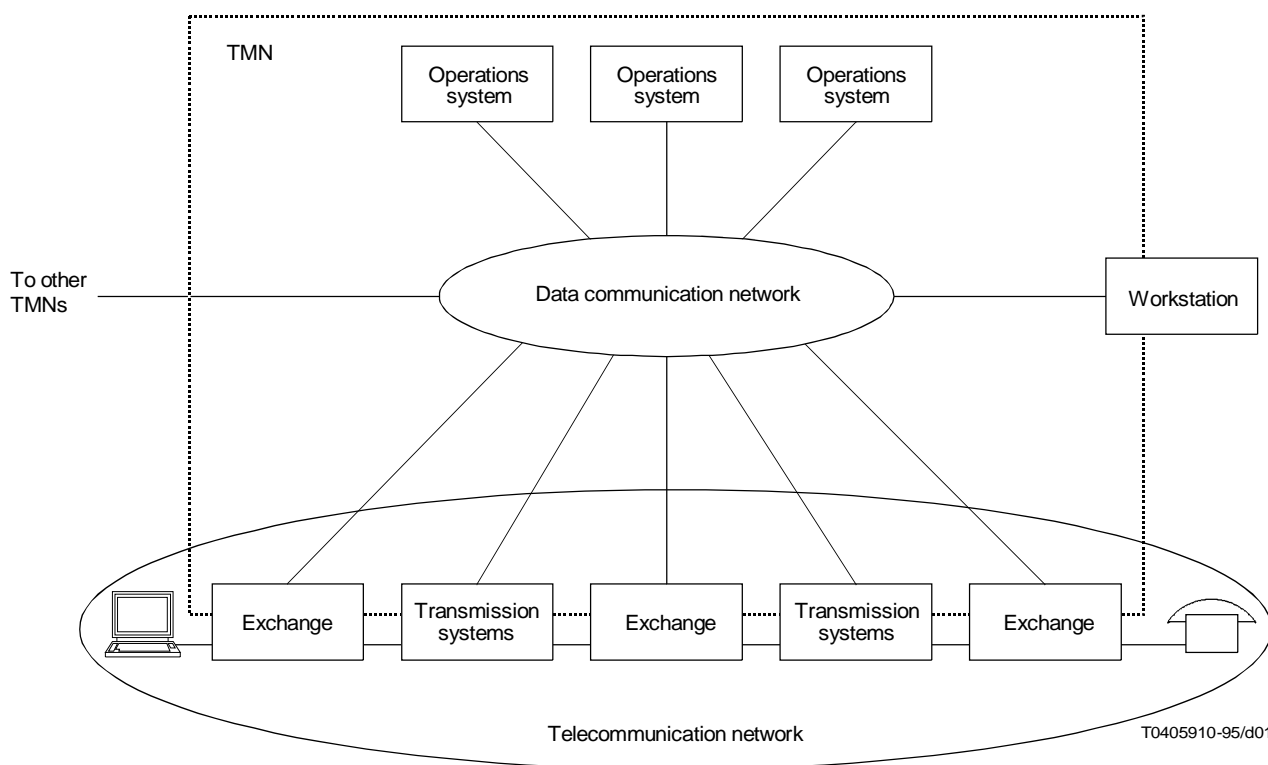 TMN
Operations
system
Operations
system
Operations
system
To other
TMNs
Data communication network
Workstation
Exchange
Transmission
systems
Exchange
Transmission
systems
Exchange
Telecommunication network
T0405910-95/d01